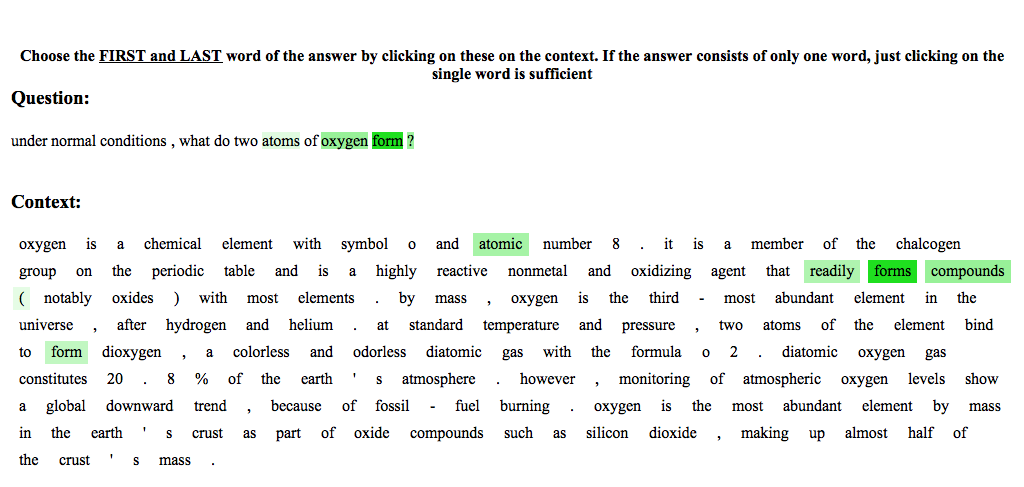 Choose the FIRST and LAST word of the answer by clicking on these on the context. If the answer consists of only one word, just clicking on the
single word is sufficient
Question:
under normal conditions , what do two atoms of oxygen form ?
Context:
oxygen is a chemical element with symbol o and atomic number 8 . it is a member of the chalcogen
group on the periodic table and is a highly reactive nonmetal and oxidizing agent that readily forms compounds
( notably oxides ) with most elements . by mass , oxygen is the third - most abundant element in the
universe , after hydrogen and helium . at standard temperature and pressure , two atoms of the element bind
to form dioxygen , a colorless and odorless diatomic gas with the formula o 2 . diatomic oxygen gas
constitutes 20 . 8 % of the earth ' s atmosphere . however , monitoring of atmospheric oxygen levels show
a global downward trend , because of fossil - fuel burning . oxygen is the most abundant element by mass
in the earth ' s crust as part of oxide compounds such as silicon dioxide , making up almost half of
the crust ' s mass .